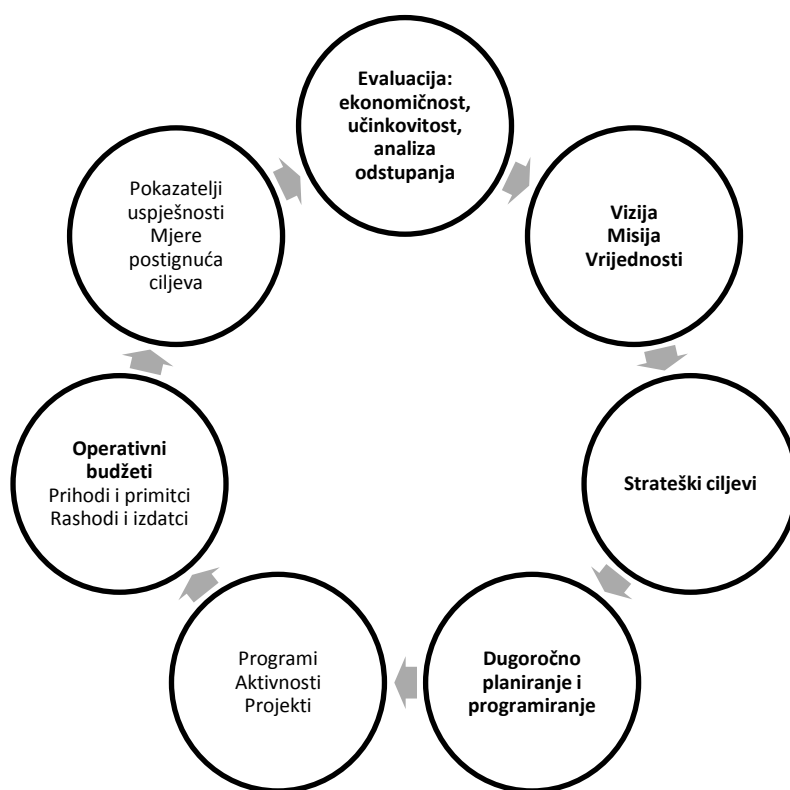 Evaluacija:
ekonomičnost,
učinkovitost,
analiza
odstupanja
Vizija
Misija
Vrijednosti
Strateški ciljevi
Dugoročno
planiranje i
programiranje
Programi
Aktivnosti
Projekti
Operativni
budžeti
Prihodi i primitci
Rashodi i izdatci
Pokazatelji
uspješnosti
Mjere
postignuća
ciljeva